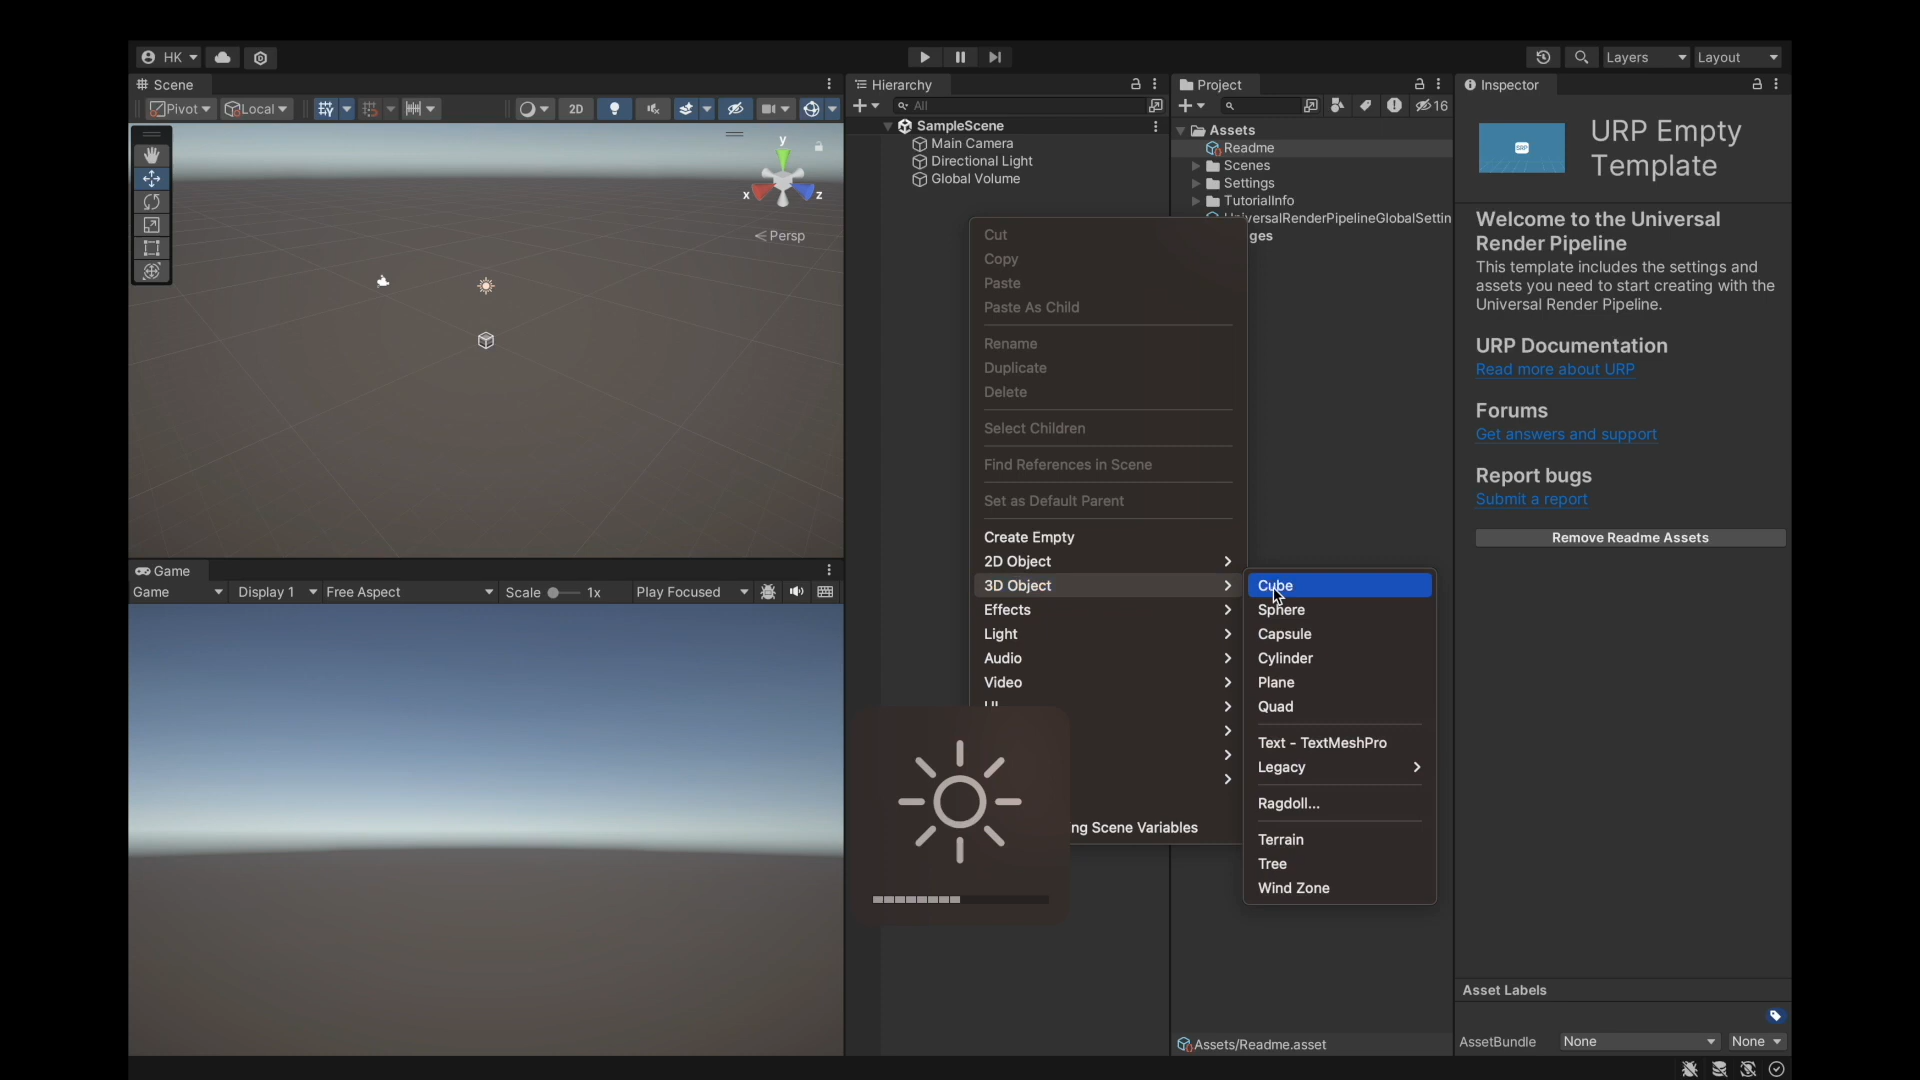 HK
Layers
Layout
Scene
Pivot
Local
2D
y
x
z
Persp
Hierarchy
All
SampleScene
Main Camera
Directional Light
Global Volume
Project
16
Assets
Readme
Scenes
Settings
TutorialInfo
UniversalRenderPipelineGlobalSettin
ges
Cut
Copy
Paste
Paste As Child
Rename
Duplicate
Delete
Select Children
Find References in Scene
Set as Default Parent
Create Empty
2D Object
3D Object
Effects
Light
Audio
Video
UI
ng Scene Variables
Cube
Sphere
Capsule
Cylinder
Plane
Quad
Text - TextMeshPro
Legacy
Ragdoll...
Terrain
Tree
Wind Zone
Inspector
SRP
URP Empty
Template
Welcome to the Universal
Render Pipeline
This template includes the settings and
assets you need to start creating with the
Universal Render Pipeline.
URP Documentation
Read more about URP
Forums
Get answers and support
Report bugs
Submit a report
Remove Readme Assets
Game
Game Display 1 Free Aspect Scale 1x Play Focused
Assets/Readme.asset
Asset Labels
AssetBundle None None